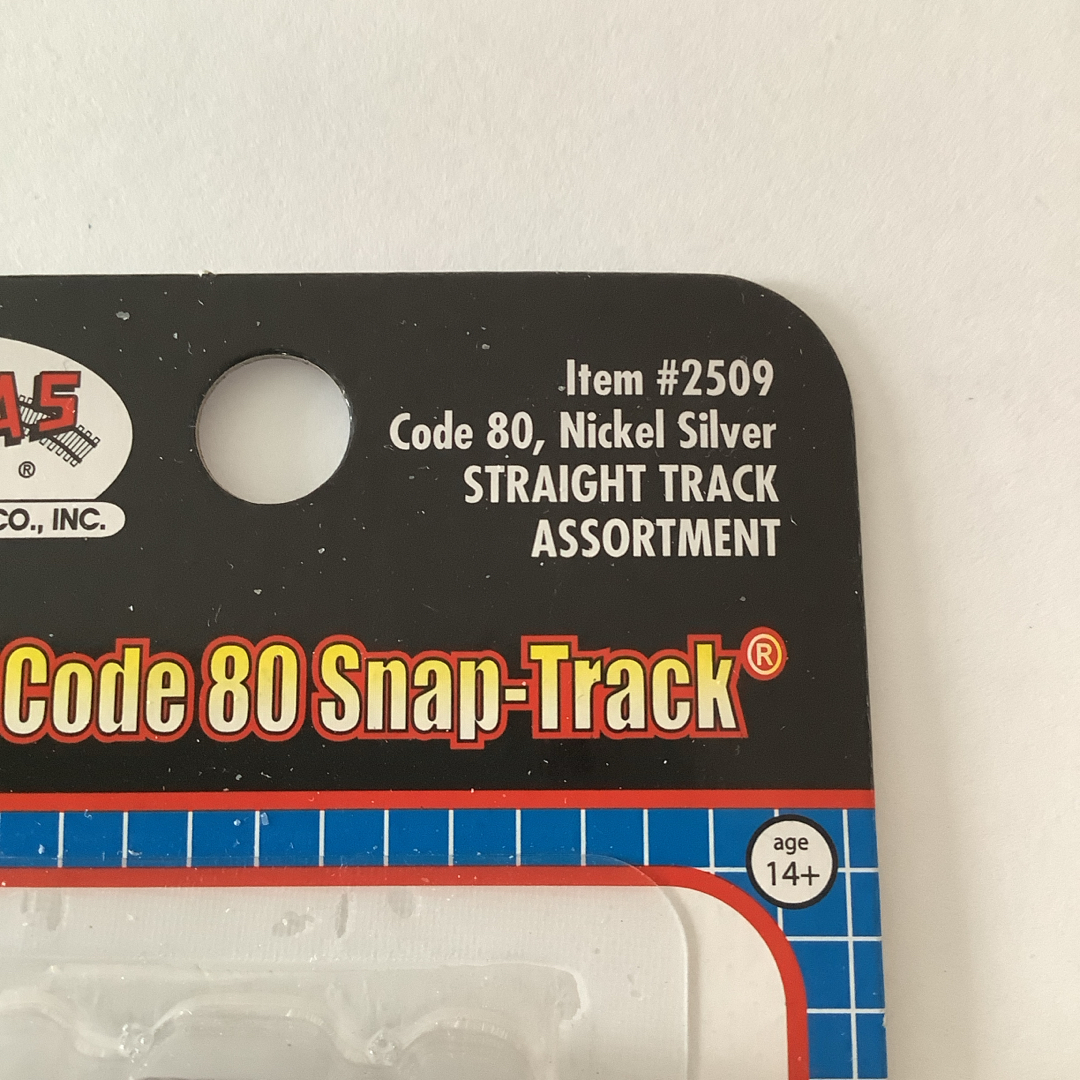 Item #2509
Code 80, Nickel Silver
STRAIGHT TRACK
ASSORTMENT
AS
®
CO., INC.
Code 80 Snap-Track®
age
14+